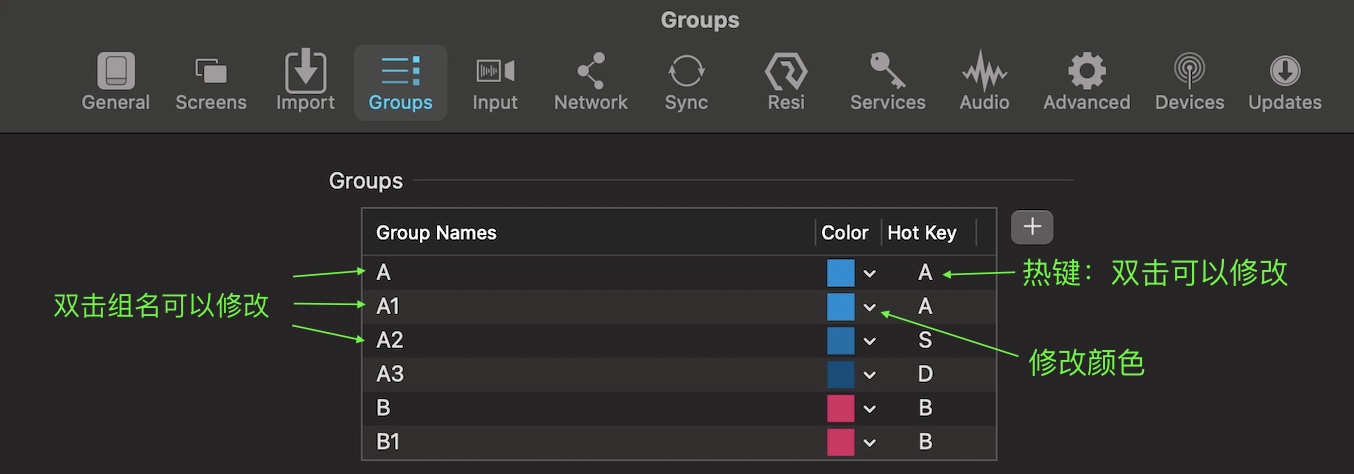 Groups
General Screens Import Groups Input Network Sync Resi Services Audio Advanced Devices Updates
Groups
Group Names Color Hot Key
A A
A1 A
A2 S
A3 D
B B
B1 B
双击组名可以修改
热键：双击可以修改
修改颜色